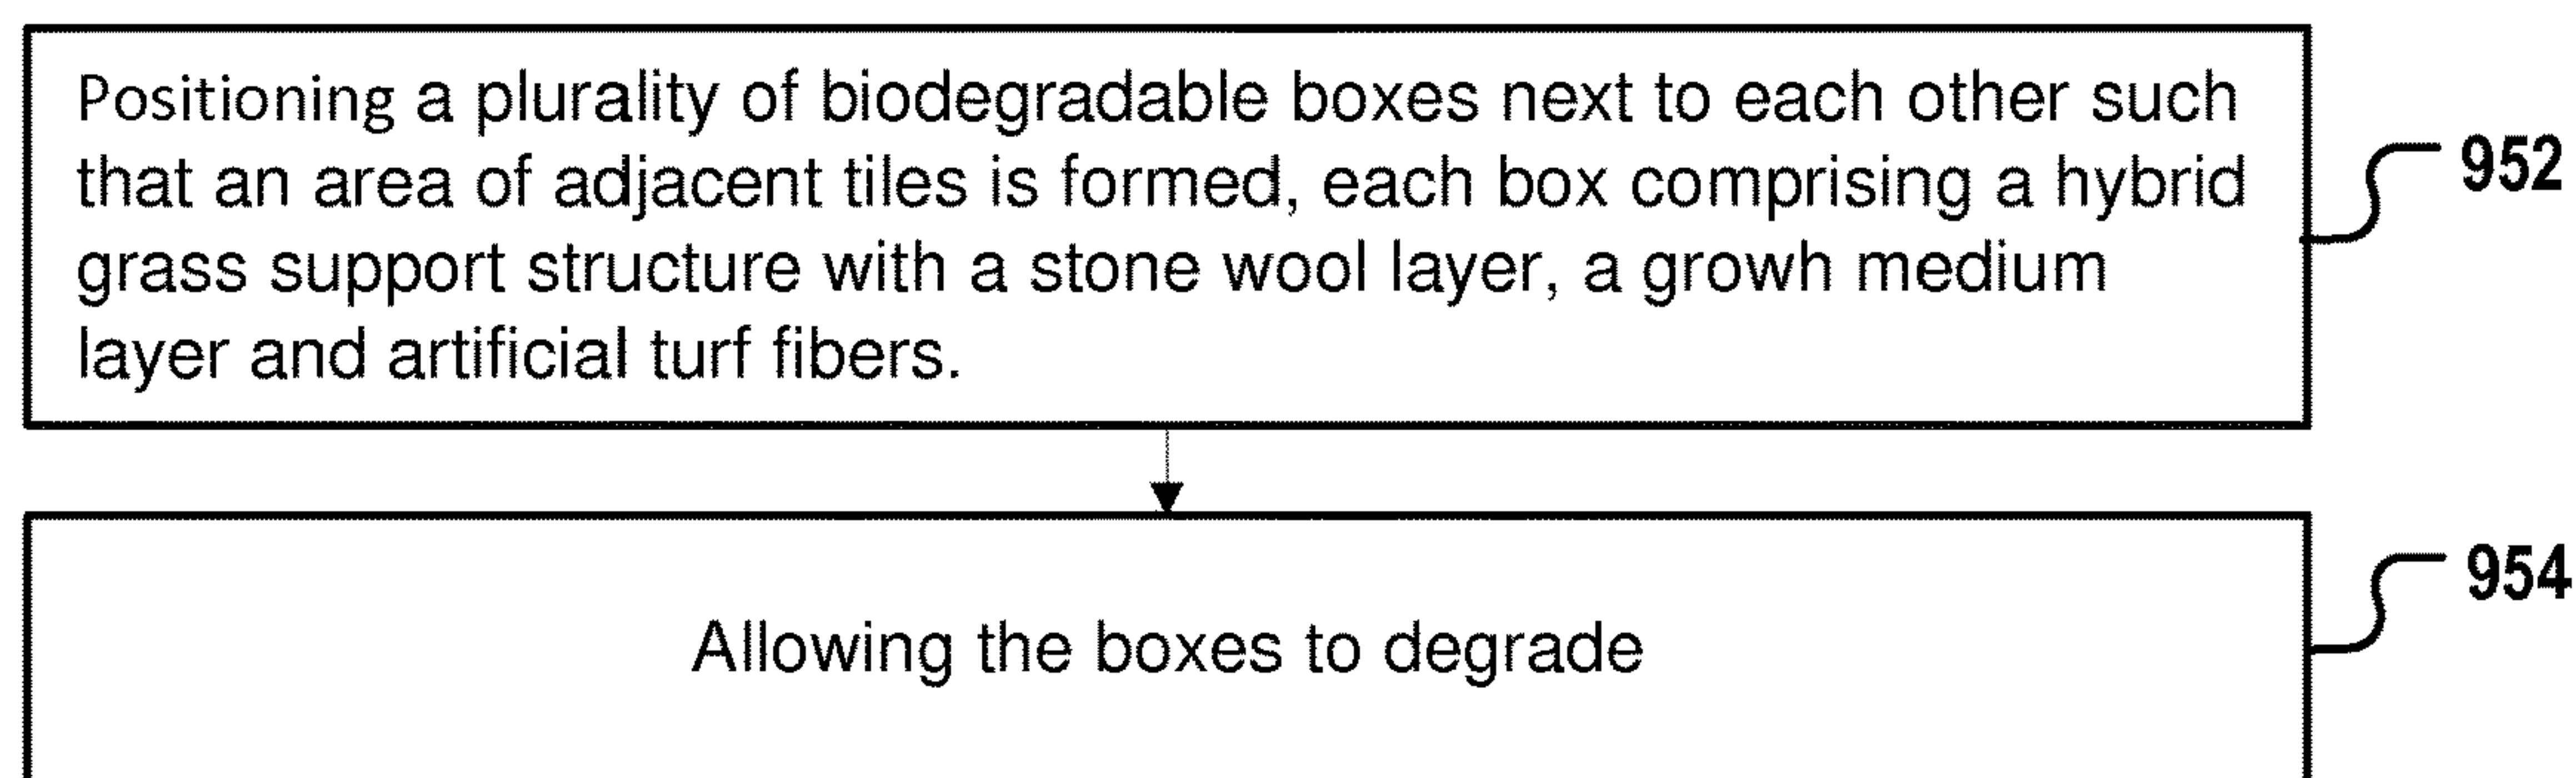 Positioning a plurality of biodegradable boxes next to each other such
that an area of adjacent tiles is formed, each box comprising a hybrid
grass support structure with a stone wool layer, a growh medium
layer and artificial turf fibers.
952
Allowing the boxes to degrade
954